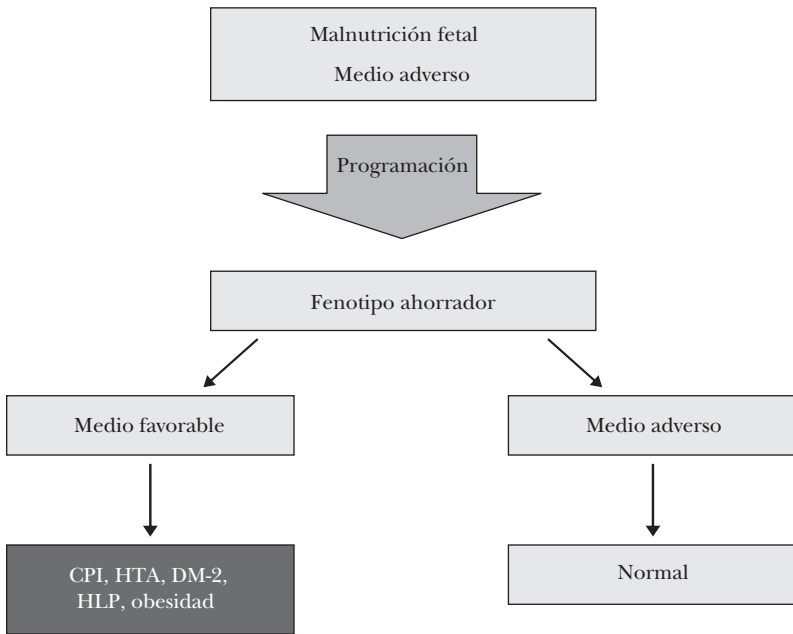 Malnutrición fetal
Medio adverso
Programación
Fenotipo ahorrador
Medio favorable
Medio adverso
CPI, HTA, DM-2,
HLP, obesidad
Normal